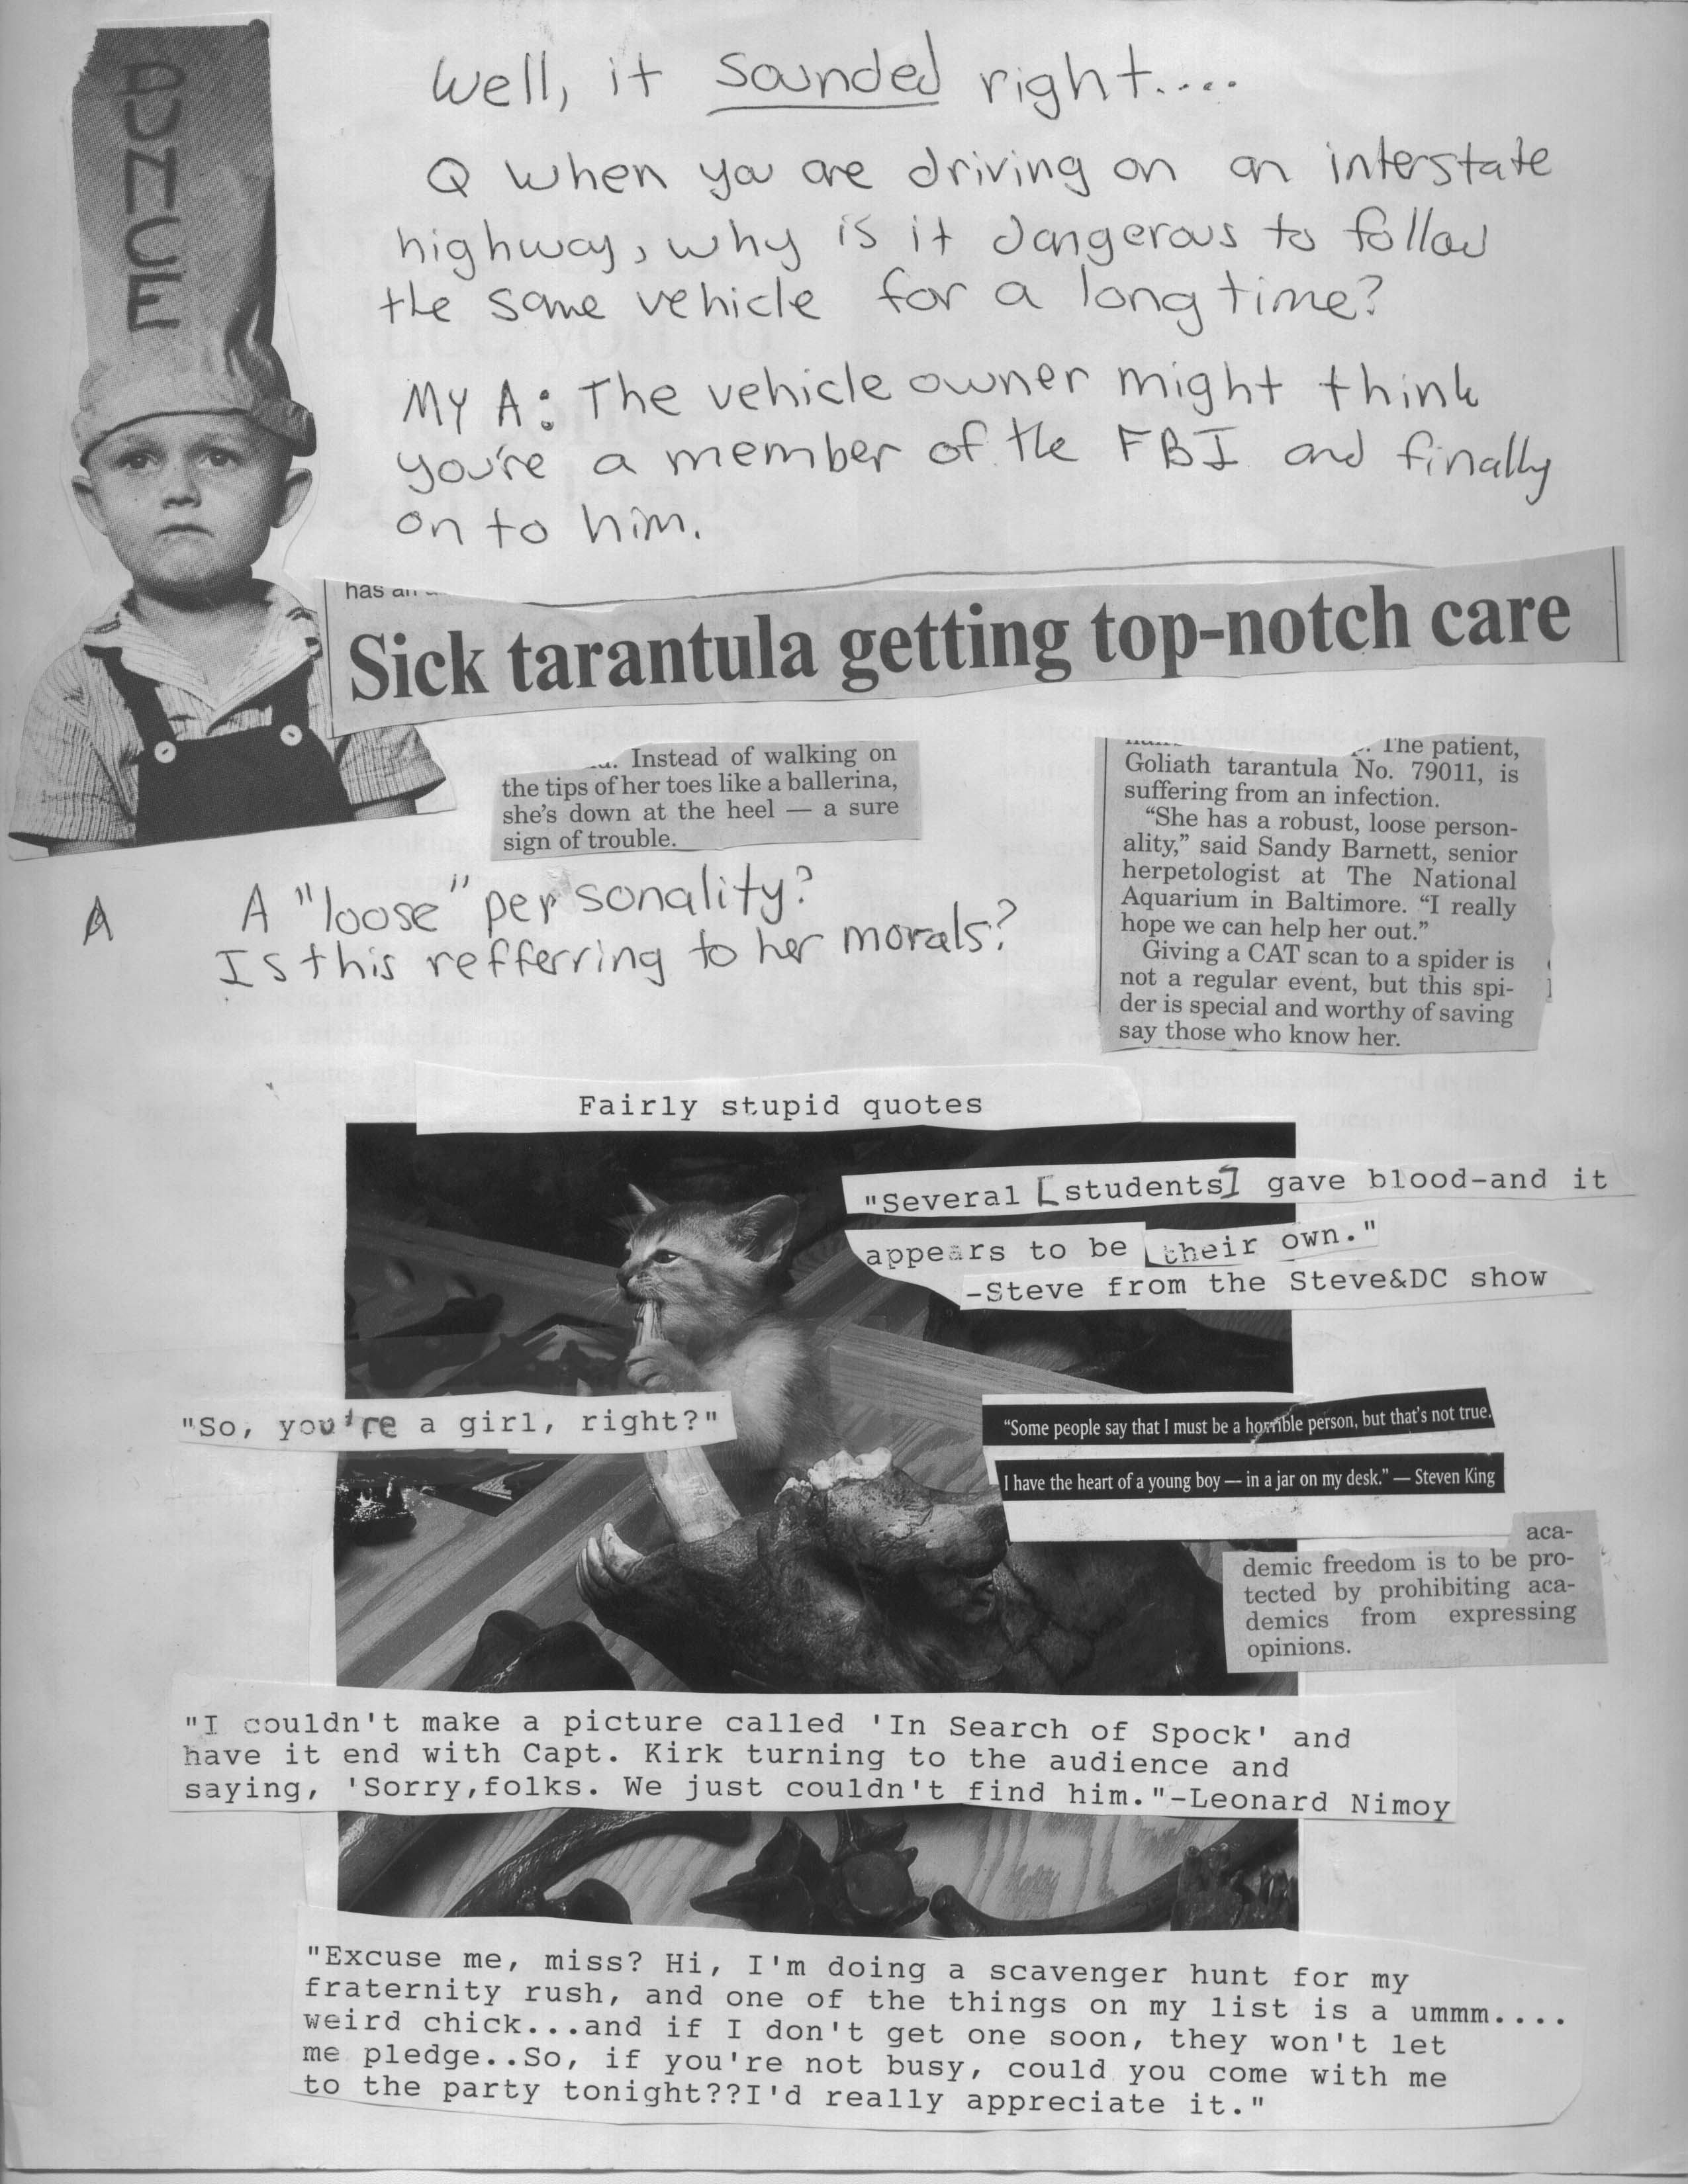 DUNCE
Well, it sounded right....
Q When you are driving on an interstate
highway, why is it dangerous to follow
the same vehicle for a long time?
My A: The vehicle owner might think
you're a member of the FBI and finally
on to him.
has an
Sick tarantula getting top-notch care
Instead of walking on
the tips of her toes like a ballerina,
she's down at the heel — a sure
sign of trouble.
The patient,
Goliath tarantula No. 79011, is
suffering from an infection.
“She has a robust, loose person-
ality,” said Sandy Barnett, senior
herpetologist at The National
Aquarium in Baltimore. “I really
hope we can help her out.”
Giving a CAT scan to a spider is
not a regular event, but this spi-
der is special and worthy of saving
say those who know her.
A
A "loose" personality?
Is this refferring to her morals?
Fairly stupid quotes
"Several [students] gave blood-and it
appears to be their own."
-Steve from the Steve&DC show
"So, you're a girl, right?"
“Some people say that I must be a horrible person, but that's not true.
I have the heart of a young boy — in a jar on my desk.” — Steven King
aca-
demic freedom is to be pro-
tected by prohibiting aca-
demics from expressing
opinions.
"I couldn't make a picture called 'In Search of Spock' and
have it end with Capt. Kirk turning to the audience and
saying, 'Sorry,folks. We just couldn't find him."-Leonard Nimoy
"Excuse me, miss? Hi, I'm doing a scavenger hunt for my
fraternity rush, and one of the things on my list is a ummm....
weird chick...and if I don't get one soon, they won't let
me pledge..So, if you're not busy, could you come with me
to the party tonight??I'd really appreciate it."